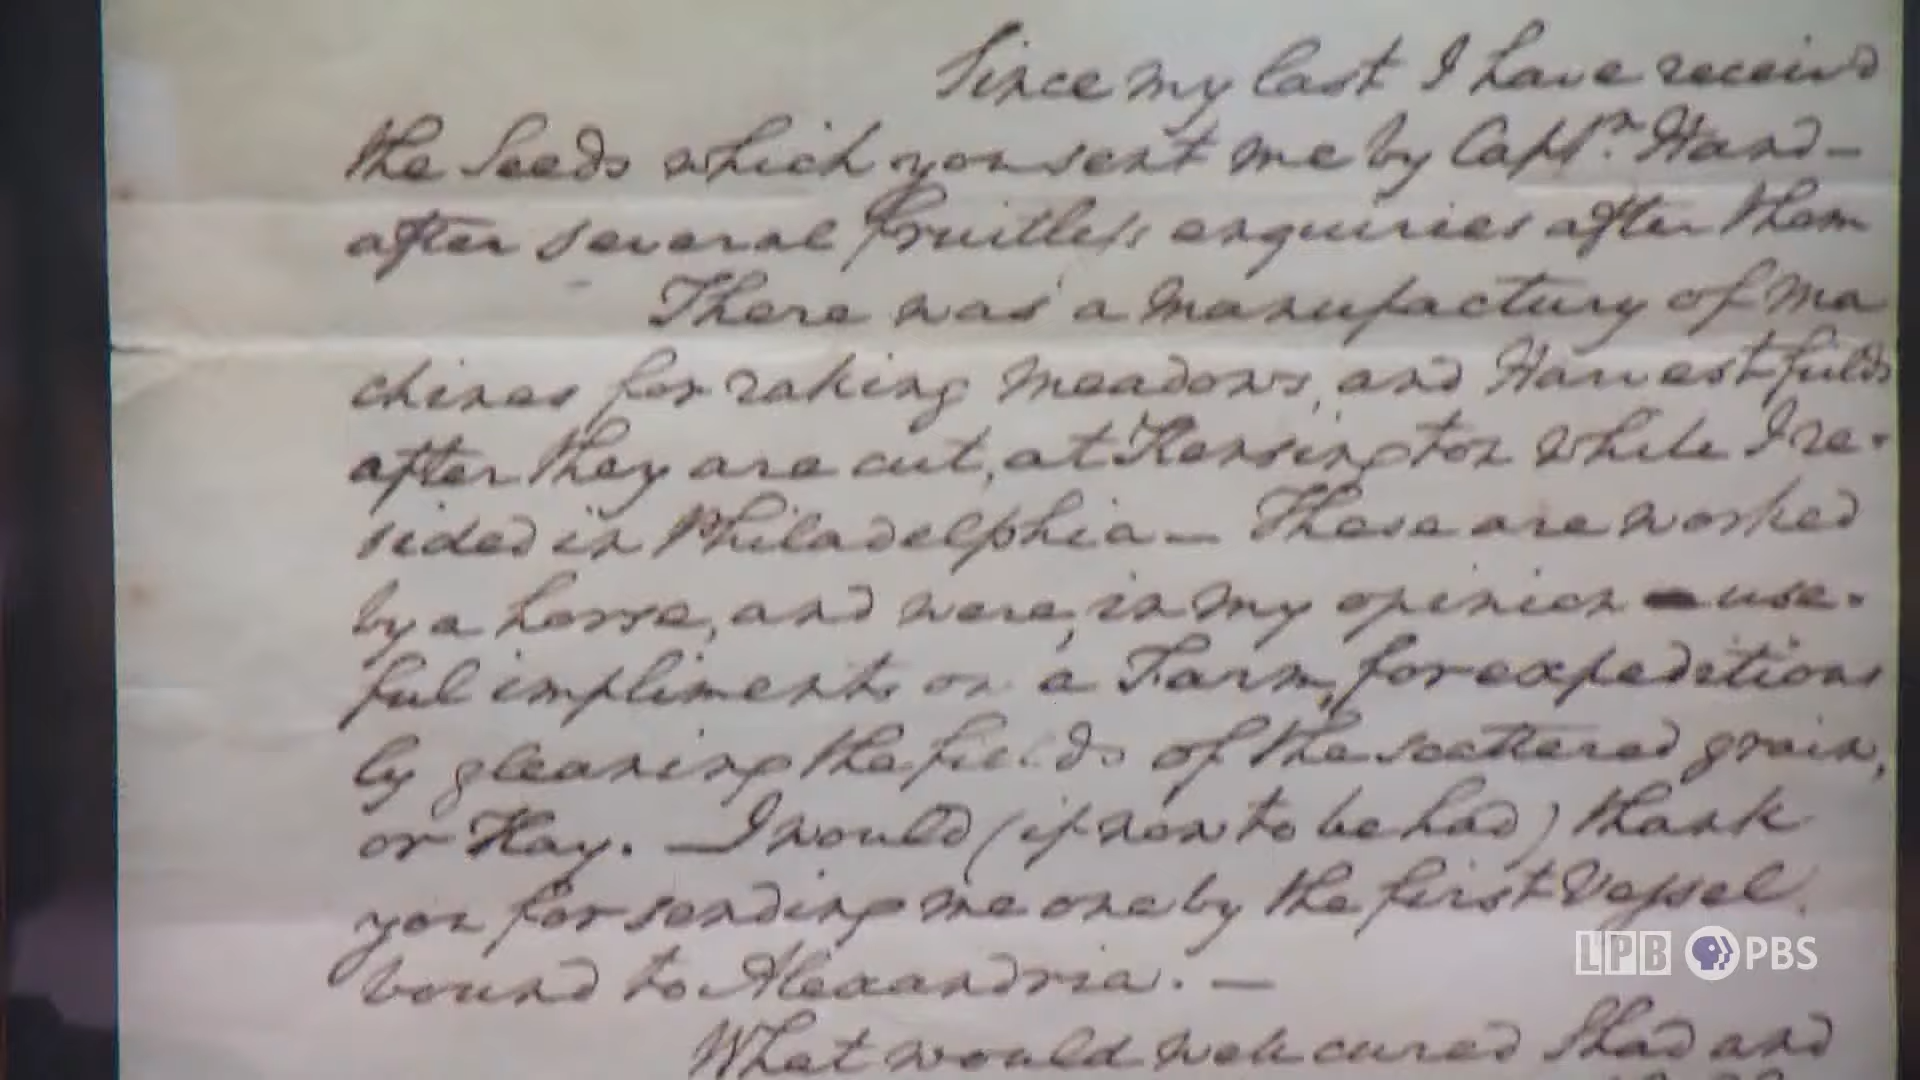 Since my last I have receivd
the Seeds which you sent me by Captn. Hand—
after several fruitless enquiries after them
There was a manufactury of ma
chines for raking meadows, and Harvest fields
after they are cut, at Kensington while I re-
sided in Philadelphia— These are worked
by a horse, and were, in my opinion use-
ful impliments on a Farm, for expeditious
ly gleaning the fields of the scattered grain,
or Hay. — I would (if now to be had) thank
you for sending me one by the first Vessel
bound to Alexandria. —
What would well cured Shad and
LPB PBS